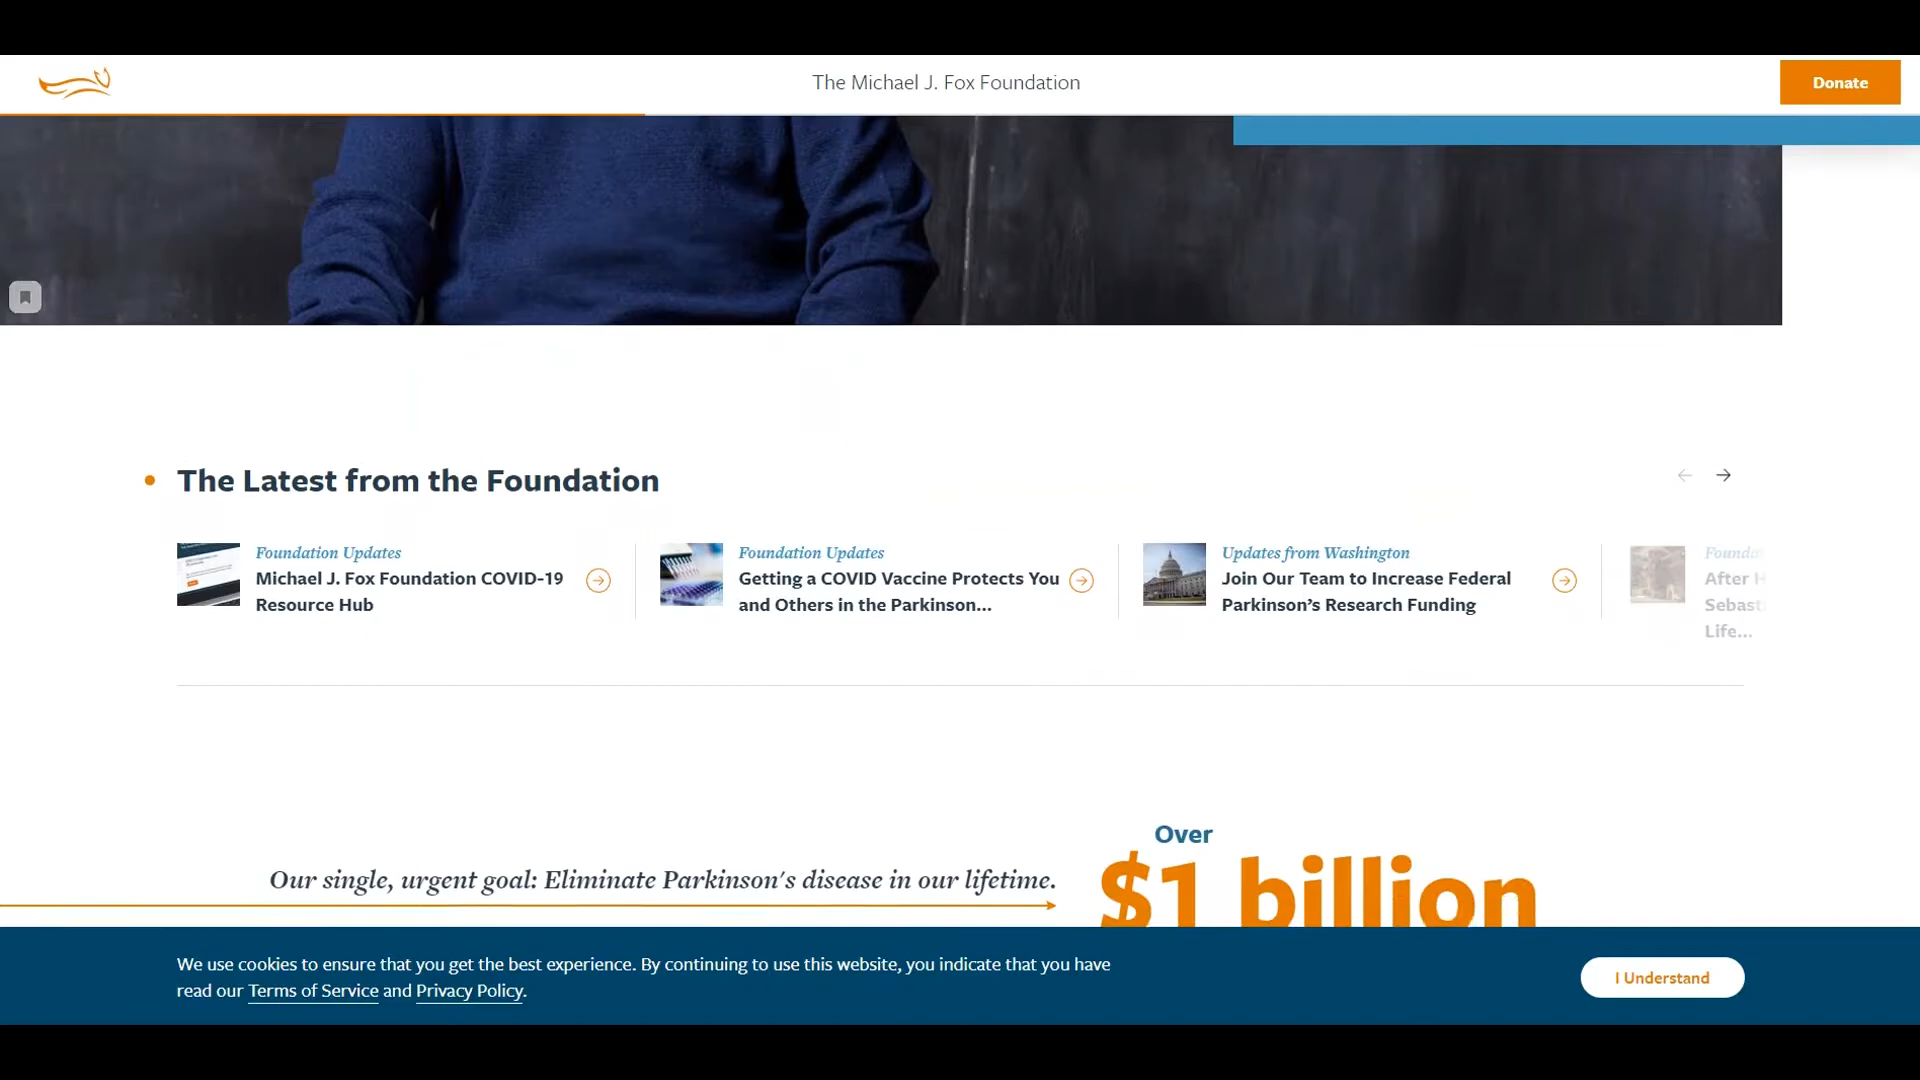 The Michael J. Fox Foundation
Donate
The Latest from the Foundation
Foundation Updates
Michael J. Fox Foundation COVID-19
Resource Hub
Foundation Updates
Getting a COVID Vaccine Protects You
and Others in the Parkinson...
Updates from Washington
Join Our Team to Increase Federal
Parkinson’s Research Funding
After
Life...
Over
$1 billion
Our single, urgent goal: Eliminate Parkinson's disease in our lifetime.
We use cookies to ensure that you get the best experience. By continuing to use this website, you indicate that you have
read our Terms of Service and Privacy Policy.
I Understand